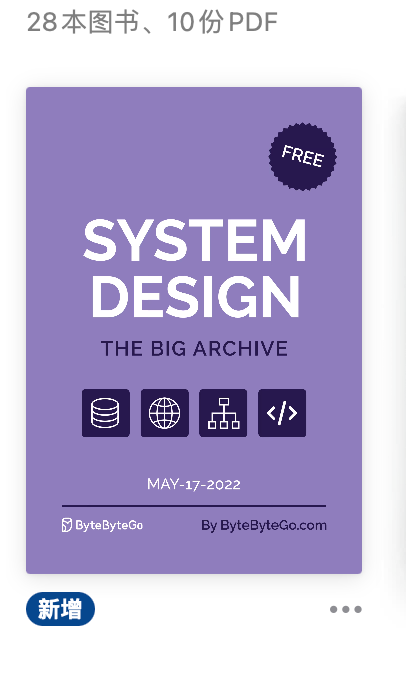 28本图书、10份PDF
FREE
SYSTEM
DESIGN
THE BIG ARCHIVE
MAY-17-2022
ByteByteGo
By ByteByteGo.com
新增